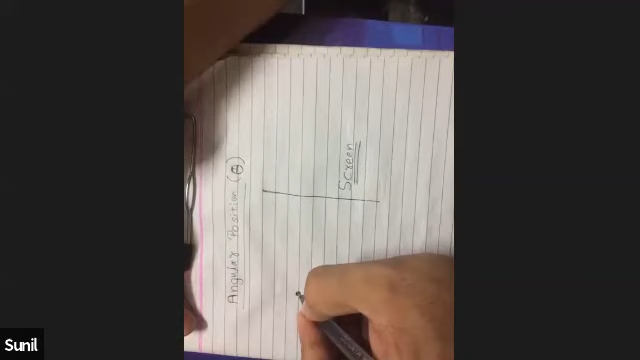 Angular Position (θ)
Screen
Sunil